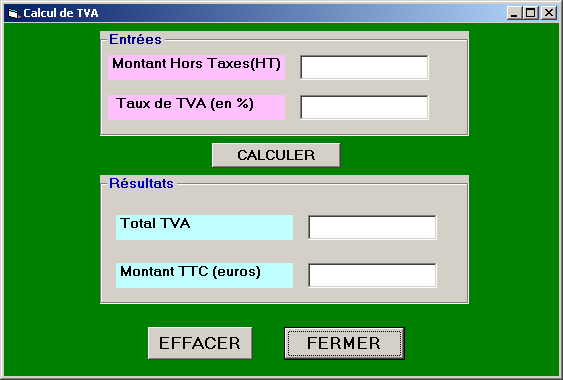 Calcul de TVA
Entrées
Montant Hors Taxes(HT)
Taux de TVA (en %)
CALCULER
Résultats
Total TVA
Montant TTC (euros)
EFFACER
FERMER